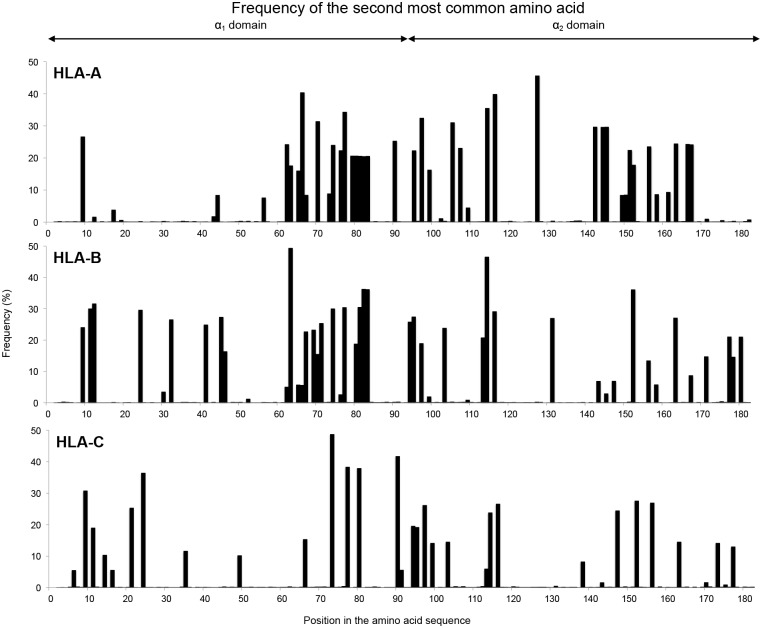 Frequency of the second most common amino acid
α1 domain α2 domain
HLA-A
50
40
30
20
10
0
0 10 20 30 40 50 60 70 80 90 100 110 120 130 140 150 160 170 180
HLA-B
50
40
30
20
10
0
0 10 20 30 40 50 60 70 80 90 100 110 120 130 140 150 160 170 180
Frequency (%)
HLA-C
50
40
30
20
10
0
0 10 20 30 40 50 60 70 80 90 100 110 120 130 140 150 160 170 180
Position in the amino acid sequence